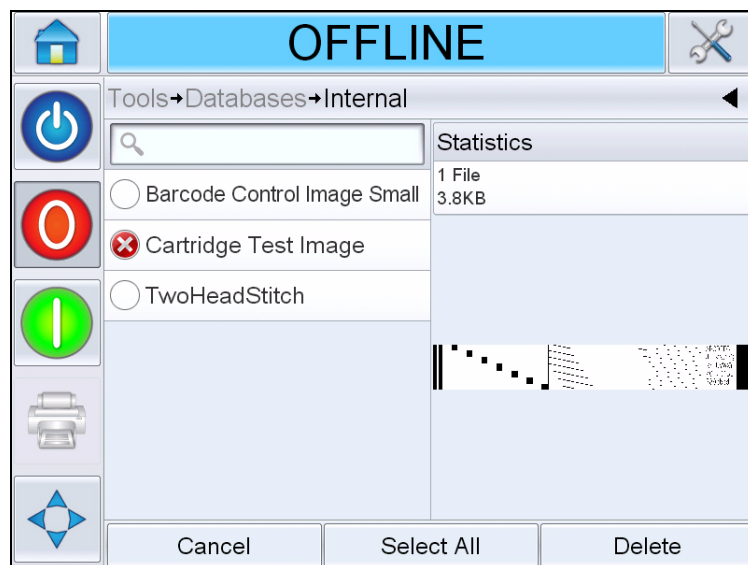 OFFLINE
Tools→Databases→Internal
Statistics
1 File
3.8KB
Barcode Control Image Small
Cartridge Test Image
TwoHeadStitch
Cancel
Select All
Delete